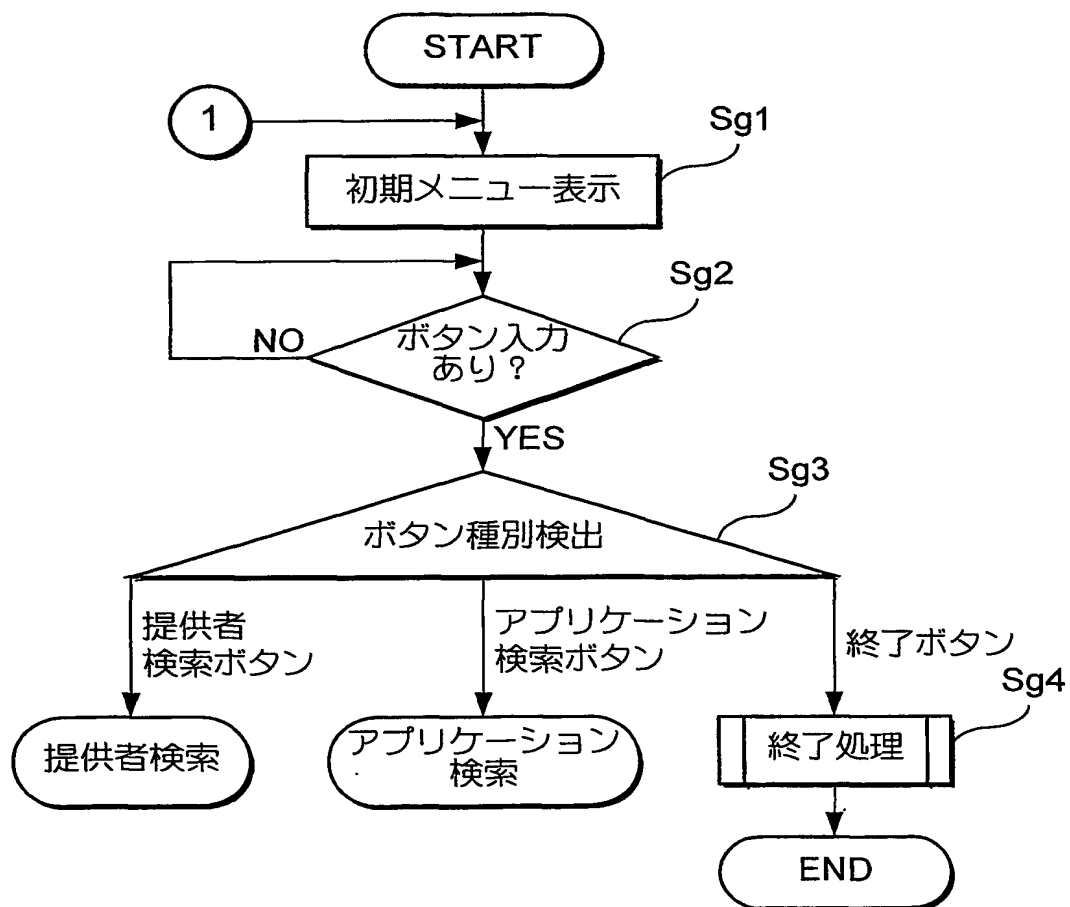 START
1
Sg1
初期メニュー表示
Sg2
NO
ボタン入力
あり？
YES
Sg3
ボタン種別検出
提供者
検索ボタン
アプリケーション
検索ボタン
終了ボタン
Sg4
提供者検索
アプリケーション
検索
終了処理
END